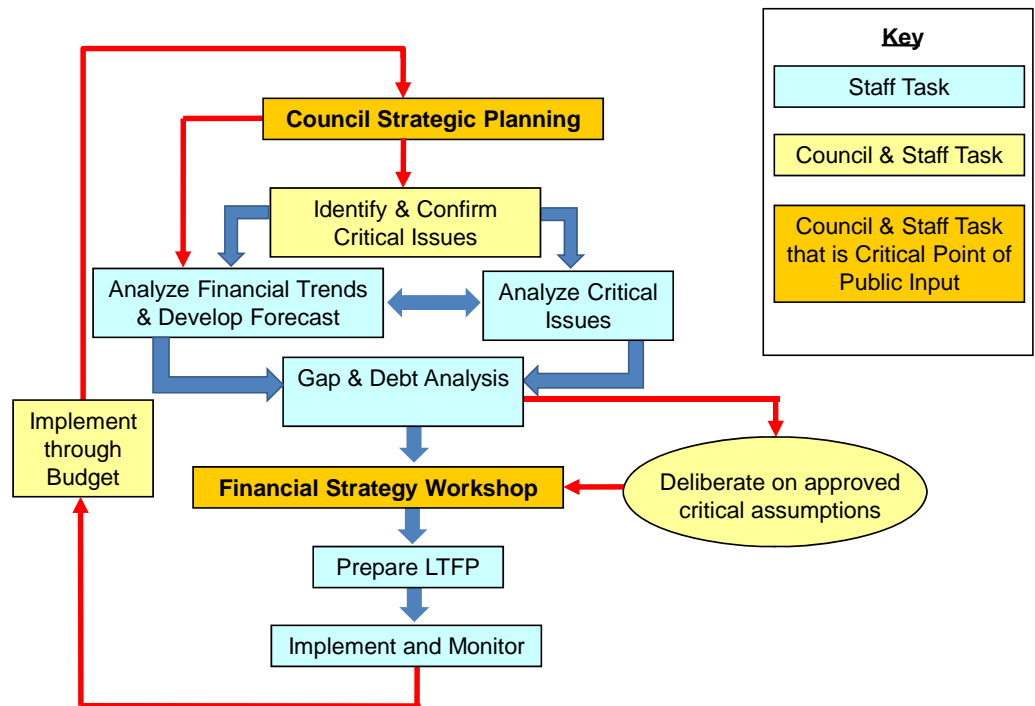 Key
Staff Task
Council & Staff Task
Council & Staff Task
that is Critical Point of
Public Input
Council Strategic Planning
Identify & Confirm
Critical Issues
Analyze Financial Trends
& Develop Forecast
Analyze Critical
Issues
Gap & Debt Analysis
Implement
through
Budget
Financial Strategy Workshop
Deliberate on approved
critical assumptions
Prepare LTFP
Implement and Monitor